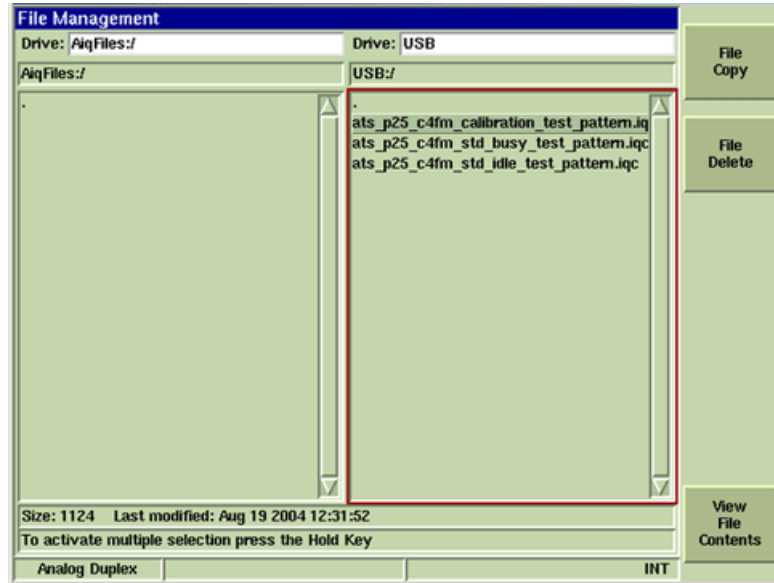 File Management
Drive: AiqFiles:/
Drive: USB
AiqFiles:/
USB:/
.
.
ats_p25_c4fm_calibration_test_pattern.iq
ats_p25_c4fm_std_busy_test_pattern.iqc
ats_p25_c4fm_std_idle_test_pattern.iqc
Size: 1124 Last modified: Aug 19 2004 12:31:52
To activate multiple selection press the Hold Key
Analog Duplex
INT
File
Copy
File
Delete
View
File
Contents